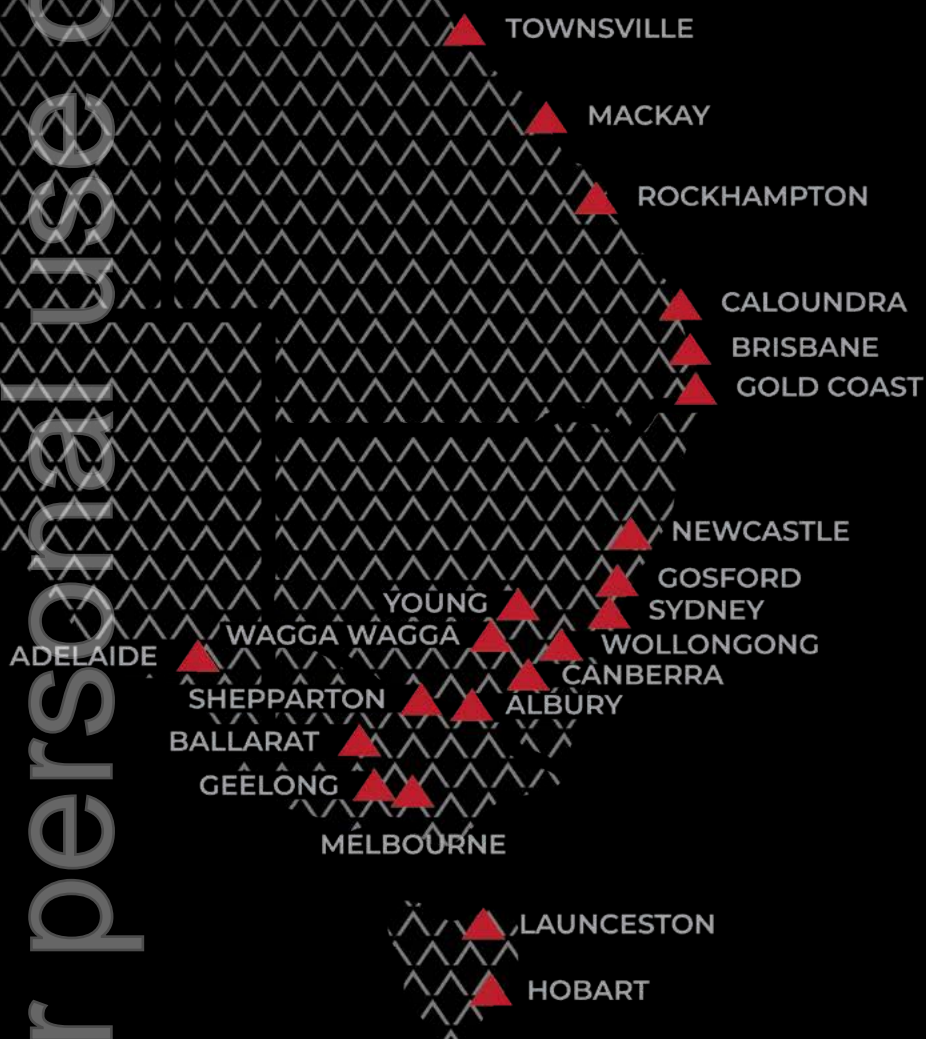 TOWNSVILLE
MACKAY
ROCKHAMPTON
CALOUNDRA
BRISBANE
GOLD COAST
NEWCASTLE
GOSFORD
YOUNG
SYDNEY
WAGGA WAGGA
WOLLONGONG
ADELAIDE
CANBERRA
SHEPPARTON
ALBURY
BALLARAT
GEELONG
MELBOURNE
LAUNCESTON
HOBART
r personal use o